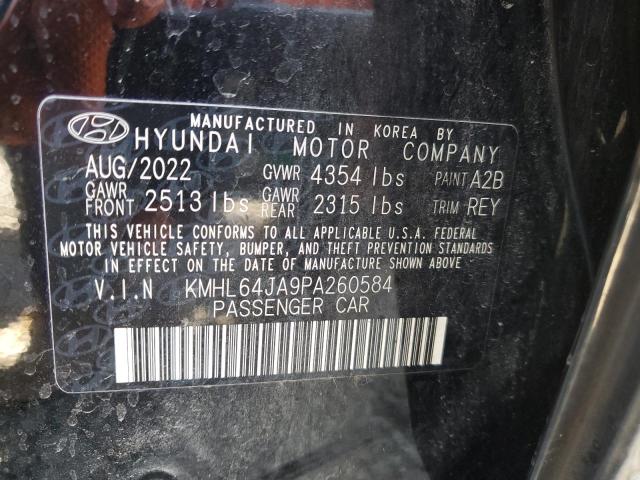 MANUFACTURED IN KOREA BY
HYUNDAI MOTOR COMPANY
AUG/2022 GVWR 4354 lbs PAINT A2B
GAWR FRONT 2513 lbs GAWR REAR 2315 lbs TRIM REY
THIS VEHICLE CONFORMS TO ALL APPLICABLE U.S.A. FEDERAL
MOTOR VEHICLE SAFETY, BUMPER, AND THEFT PREVENTION STANDARDS
IN EFFECT ON THE DATE OF MANUFACTURE SHOWN ABOVE
V.I.N KMHL64JA9PA260584
PASSENGER CAR